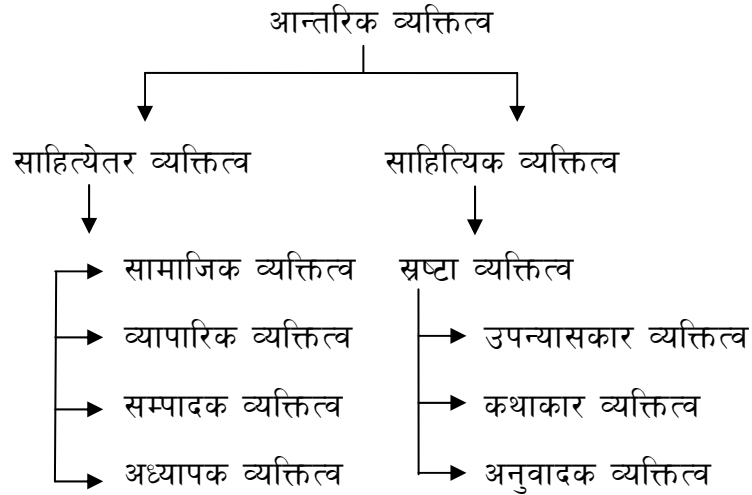 आन्तरिक व्यक्तित्व
साहित्येतर व्यक्तित्व साहित्यिक व्यक्तित्व
सामाजिक व्यक्तित्व स्रष्टा व्यक्तित्व
व्यापारिक व्यक्तित्व उपन्यासकार व्यक्तित्व
सम्पादक व्यक्तित्व कथाकार व्यक्तित्व
अध्यापक व्यक्तित्व अनुवादक व्यक्तित्व